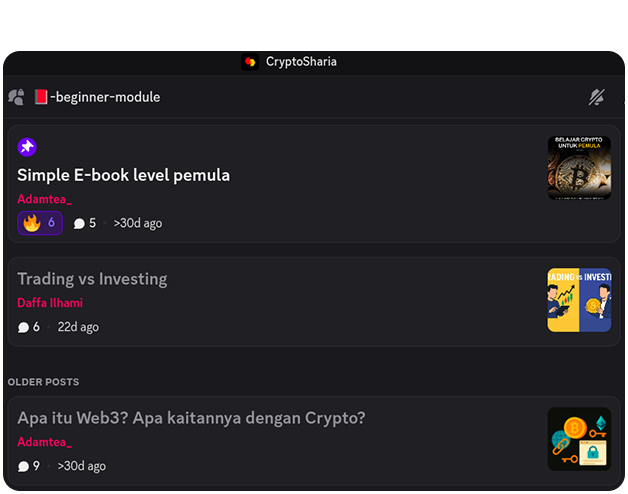 CryptoSharia
-beginner-module
BELAJAR CRYPTO
UNTUK PEMULA
Simple E-book level pemula
Adamtea_
6
5
>30d ago
TRADING VS INVESTI
Trading vs Investing
Daffa Ilhami
6
22d ago
OLDER POSTS
Apa itu Web3? Apa kaitannya dengan Crypto?
Adamtea_
9
>30d ago